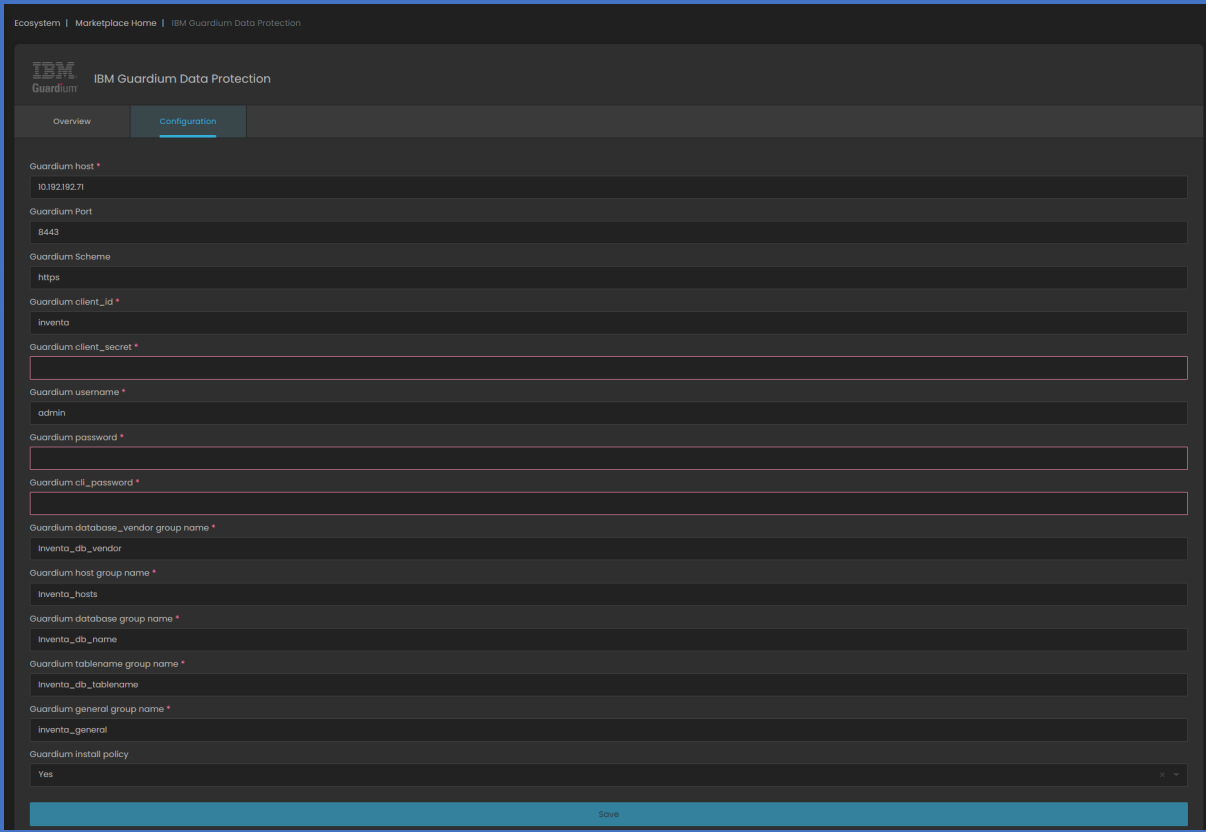 Ecosystem | Marketplace Home | IBM Guardium Data Protection
IBM
Guardium
IBM Guardium Data Protection
Overview Configuration
Guardium host *
10.192.192.71
Guardium Port
8443
Guardium Scheme
https
Guardium client_id *
inventa
Guardium client_secret *
Guardium username *
admin
Guardium password *
Guardium cli_password *
Guardium database_vendor group name *
Inventa_db_vendor
Guardium host group name *
Inventa_hosts
Guardium database group name *
Inventa_db_name
Guardium tablename group name *
Inventa_db_tablename
Guardium general group name *
inventa_general
Guardium install policy
Yes
Save